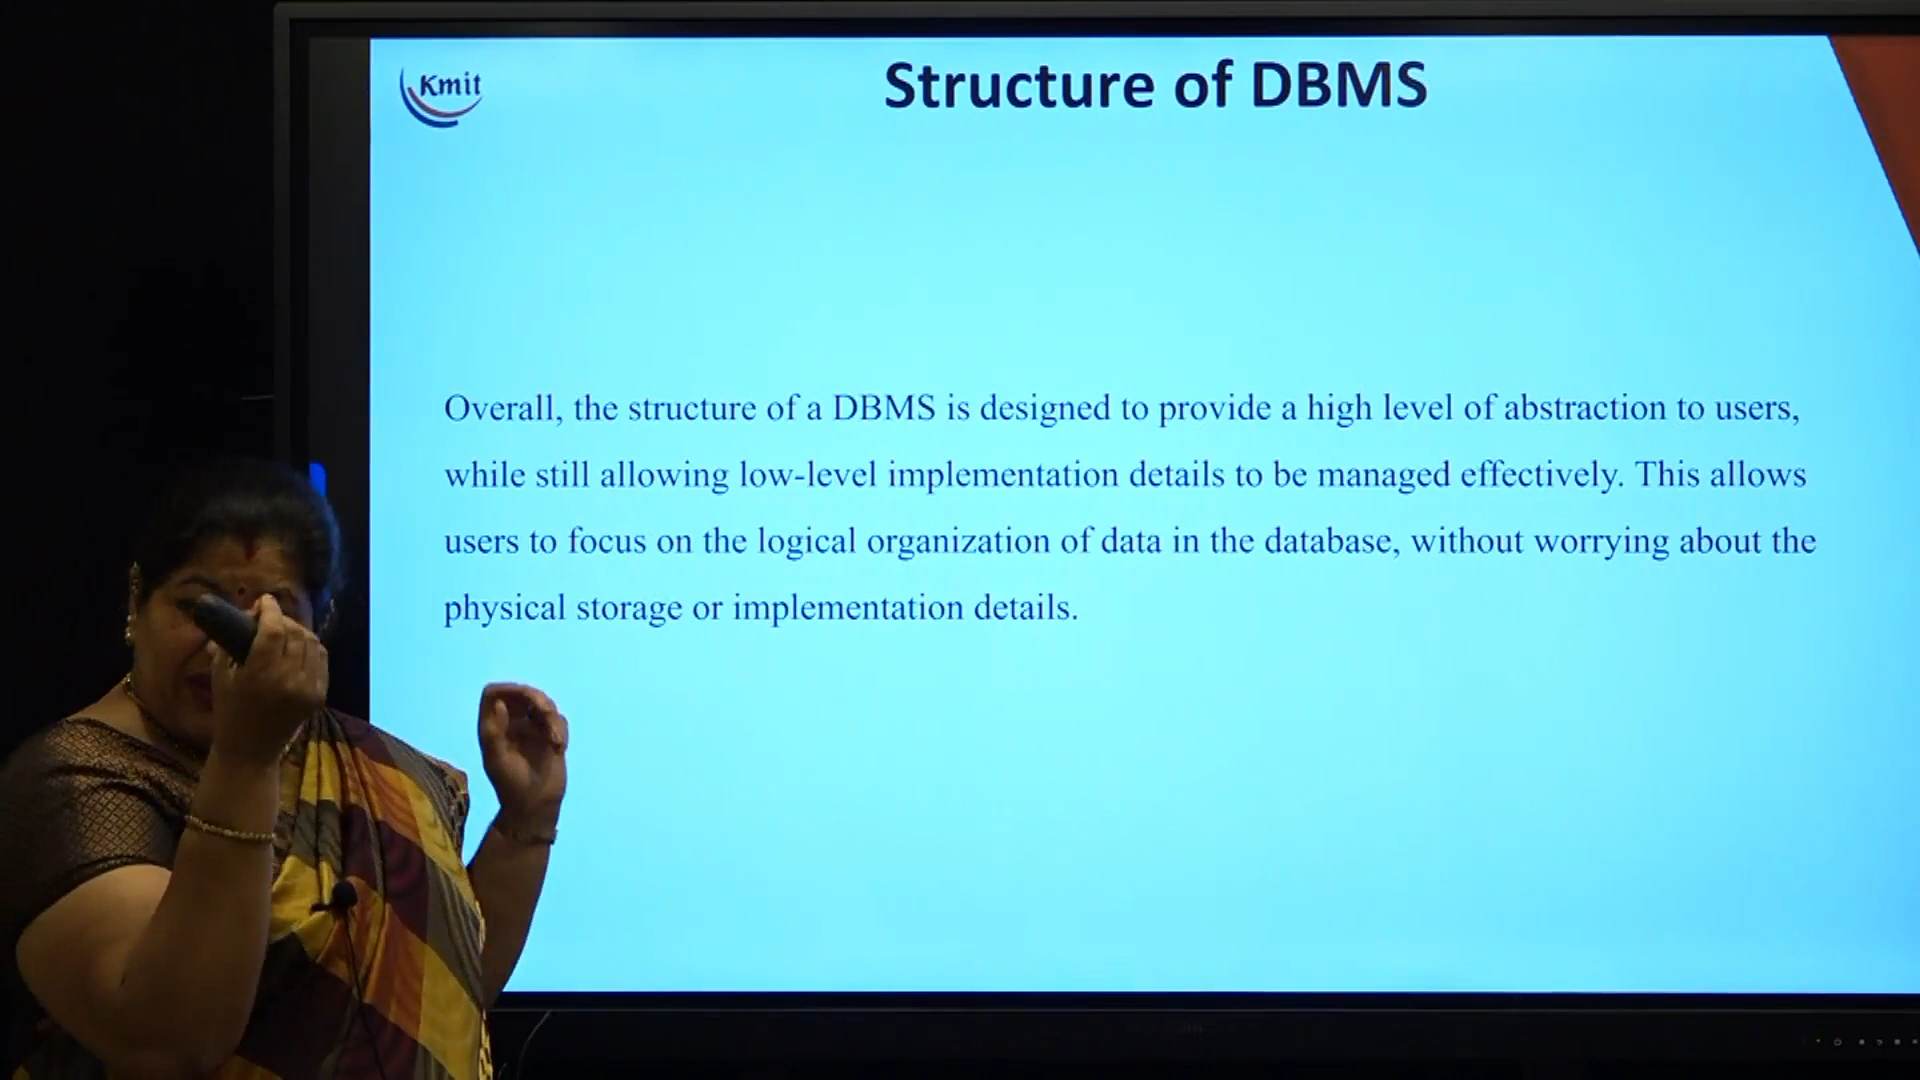 Kmit
Structure of DBMS
Overall, the structure of a DBMS is designed to provide a high level of abstraction to users,
while still allowing low-level implementation details to be managed effectively. This allows
users to focus on the logical organization of data in the database, without worrying about the
physical storage or implementation details.